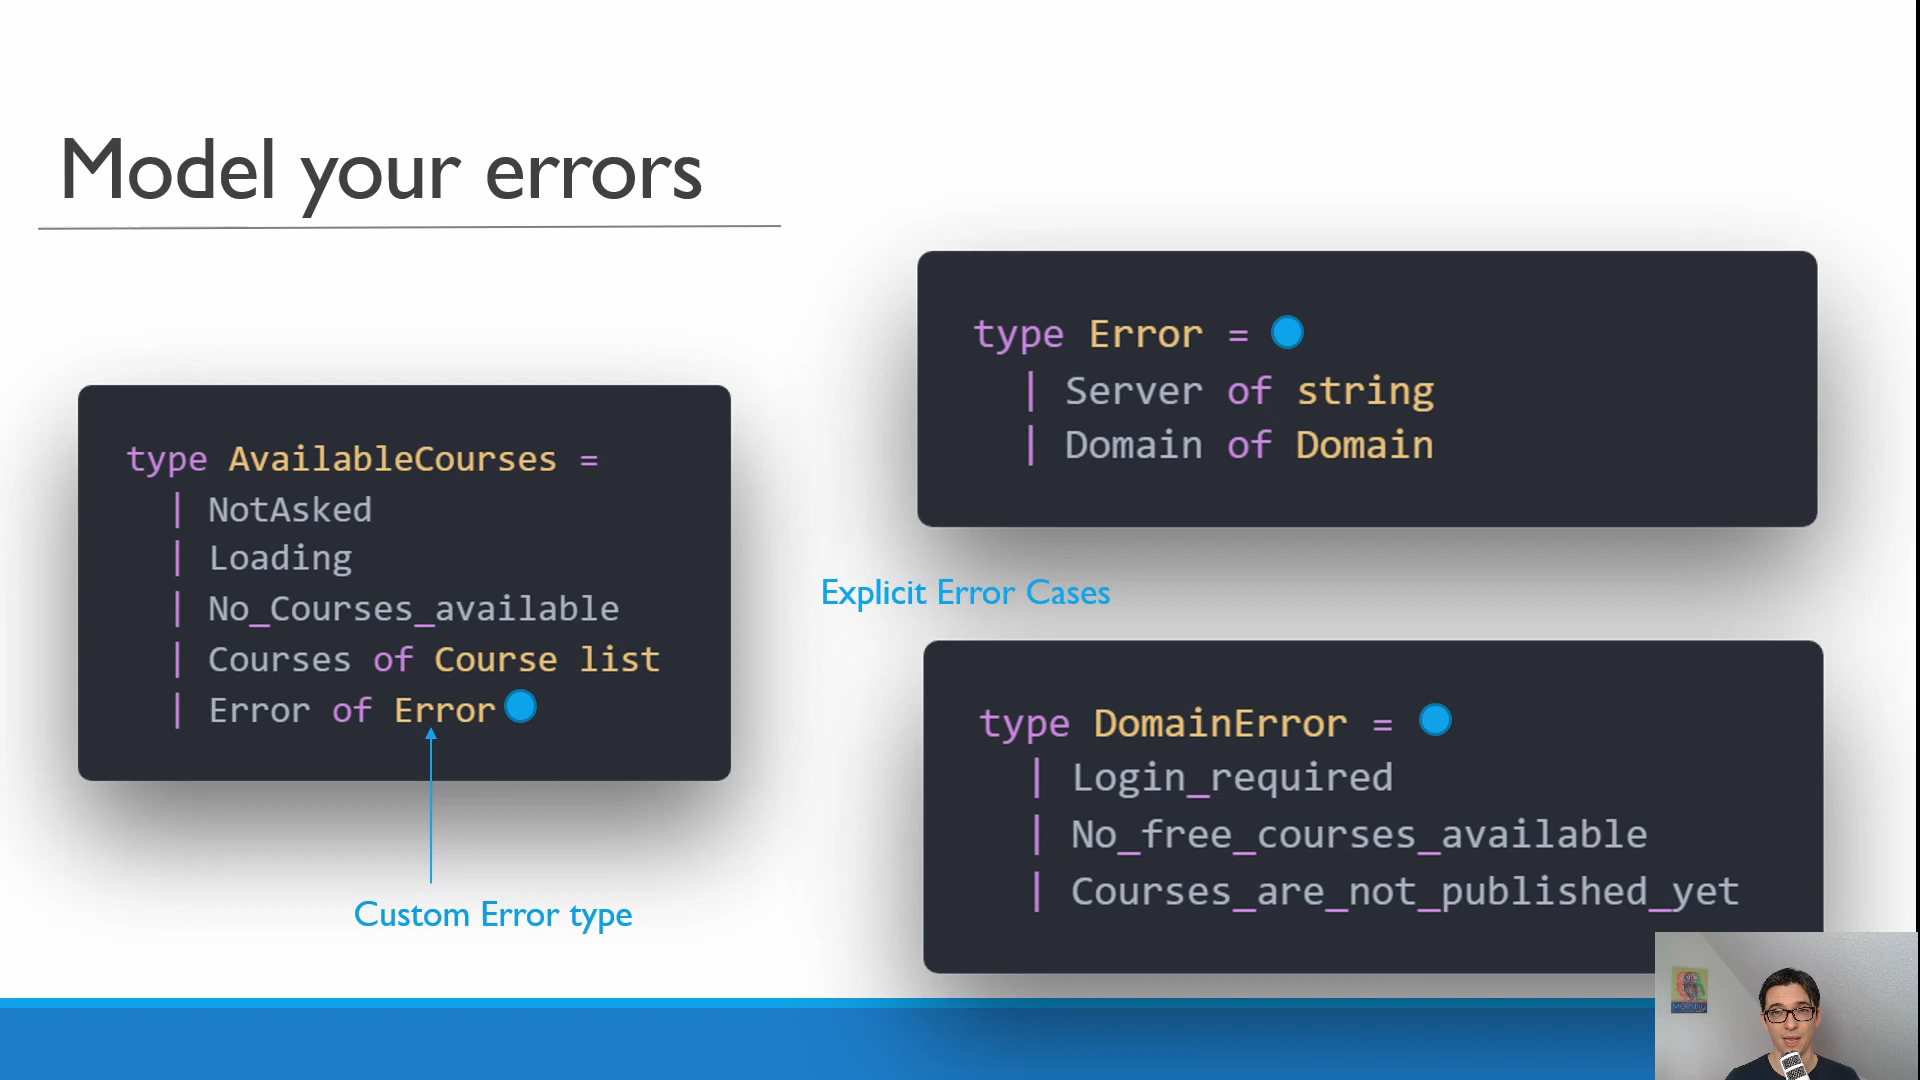 Model your errors
type AvailableCourses =
| NotAsked
| Loading
| No_Courses_available
| Courses of Course list
| Error of Error
Custom Error type
type Error =
| Server of string
| Domain of Domain
Explicit Error Cases
type DomainError =
| Login_required
| No_free_courses_available
| Courses_are_not_published_yet